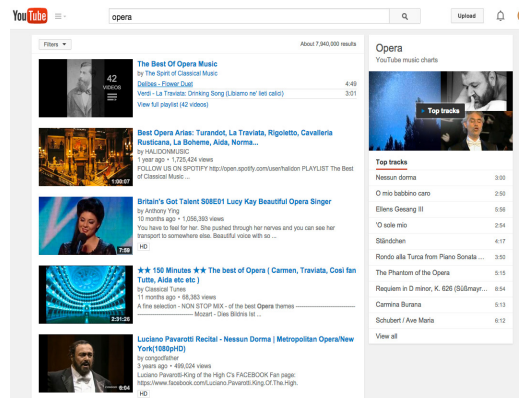 YouTube
opera
Upload
Filters
About 7,940,000 results
42
VIDEOS
The Best Of Opera Music
by The Spirit of Classical Music
Delibes - Flower Duet 4:49
Verdi - La Traviata: Drinking Song (Libiamo ne' lieti calici) 3:01
View full playlist (42 videos)
1:00:07
Best Opera Arias: Turandot, La Traviata, Rigoletto, Cavalleria
Rusticana, La Boheme, Aida, Norma...
by HALIDONMUSIC
1 year ago • 1,725,424 views
FOLLOW US ON SPOTIFY http://open.spotify.com/user/halidon PLAYLIST The Best
of Classical Music ...
7:59
Britain's Got Talent S08E01 Lucy Kay Beautiful Opera Singer
by Anthony Ying
10 months ago • 1,056,393 views
You have to feel for her. She pushed through her nerves and you can see her
transport to somewhere else. Beautiful voice with so ...
HD
2:31:20
★★ 150 Minutes ★★ The best of Opera ( Carmen, Traviata, Cosi fan
Tutte, Aida etc etc )
by Classical Tunes
11 months ago • 68,383 views
A fine selection - NON STOP MIX - of the best Opera themes
Mozart - Dies Bildnis ist ...
6:04
Luciano Pavarotti Recital - Nessun Dorma | Metropolitan Opera/New
York(1080pHD)
by congodfather
3 years ago • 499,024 views
Luciano Pavarotti-King of the High C's FACEBOOK Fan page:
https://www.facebook.com/Luciano.Pavarotti.King.Of.The.High.
HD
Opera
YouTube music charts
Top tracks
Top tracks
Nessun dorma 3:00
O mio babbino caro 2:50
Ellens Gesang III 5:56
'O sole mio 2:54
Ständchen 4:17
Rondo alla Turca from Piano Sonata ... 3:50
The Phantom of the Opera 5:15
Requiem in D minor, K. 626 (Süßmayr... 8:54
Carmina Burana 5:13
Schubert / Ave Maria 6:12
View all